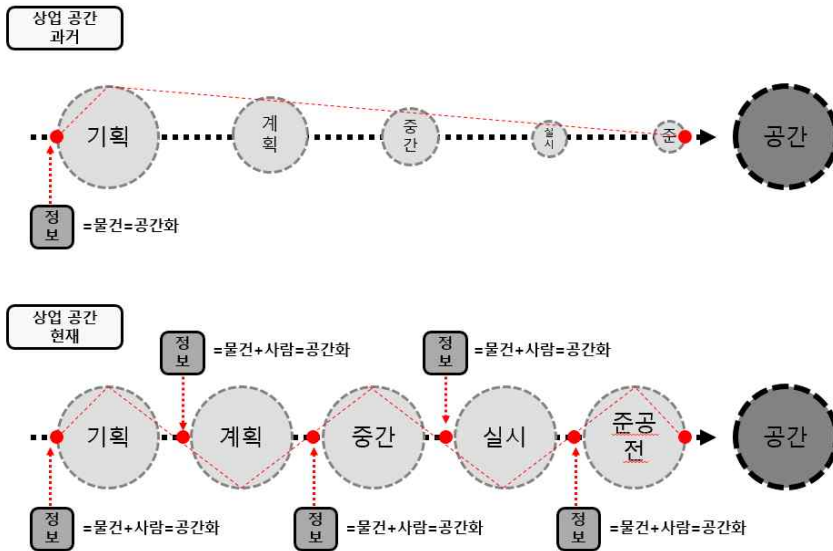 상업 공간
과거
기획
계
획
중
간
실
시
준
공간
정
보
=물건=공간화
상업 공간
현재
정
보
=물건+사람=공간화
정
보
=물건+사람=공간화
기획
계획
중간
실시
준공
전
공간
정
보
=물건+사람=공간화
정
보
=물건+사람=공간화
정
보
=물건+사람=공간화